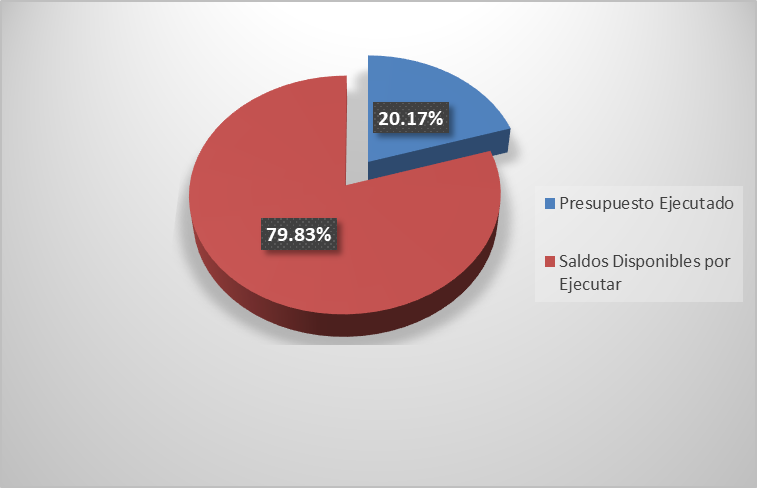 20.17%
79.83%
Presupuesto Ejecutado
Saldos Disponibles por
Ejecutar